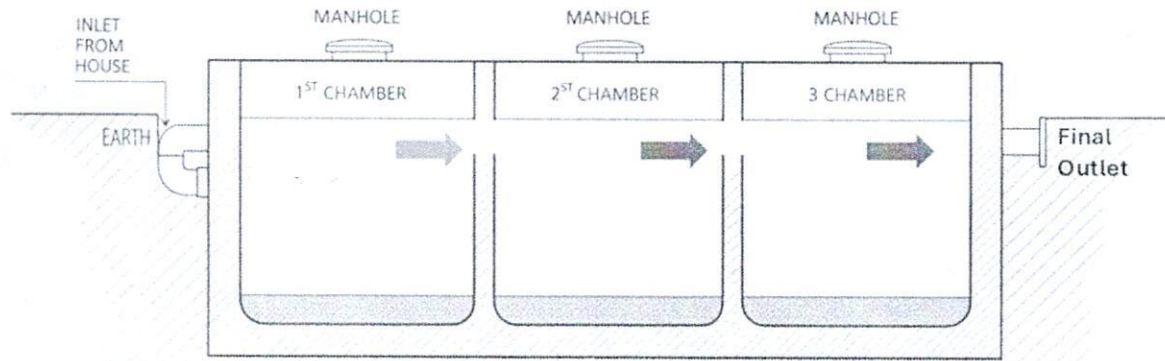 INLET
FROM
HOUSE
MANHOLE
MANHOLE
MANHOLE
1ST CHAMBER
2ST CHAMBER
3 CHAMBER
EARTH
Final
Outlet